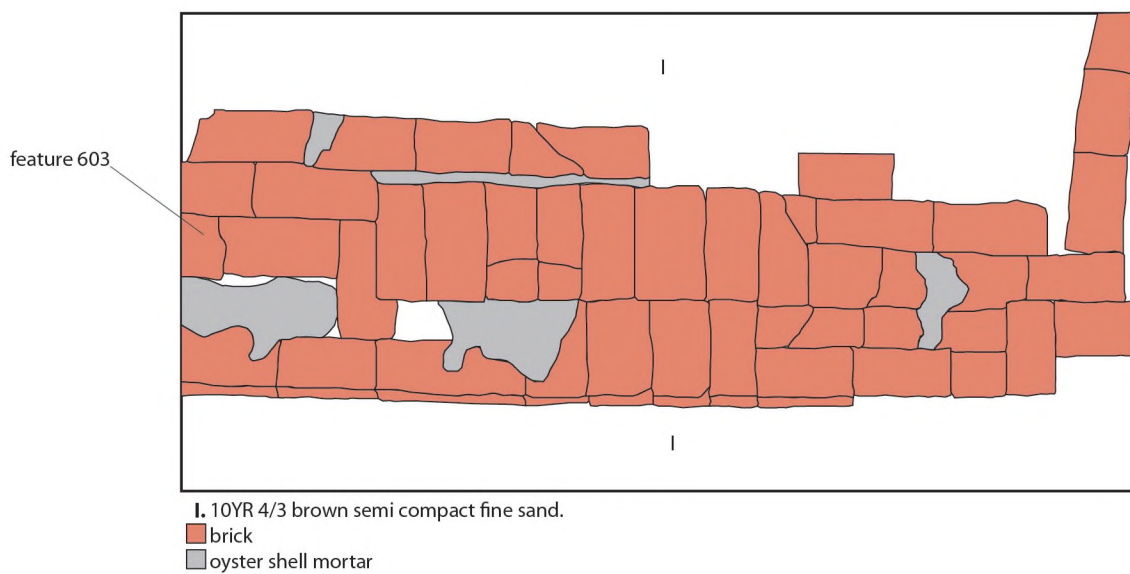 I
feature 603
I
I. 10YR 4/3 brown semi compact fine sand.
brick
oyster shell mortar